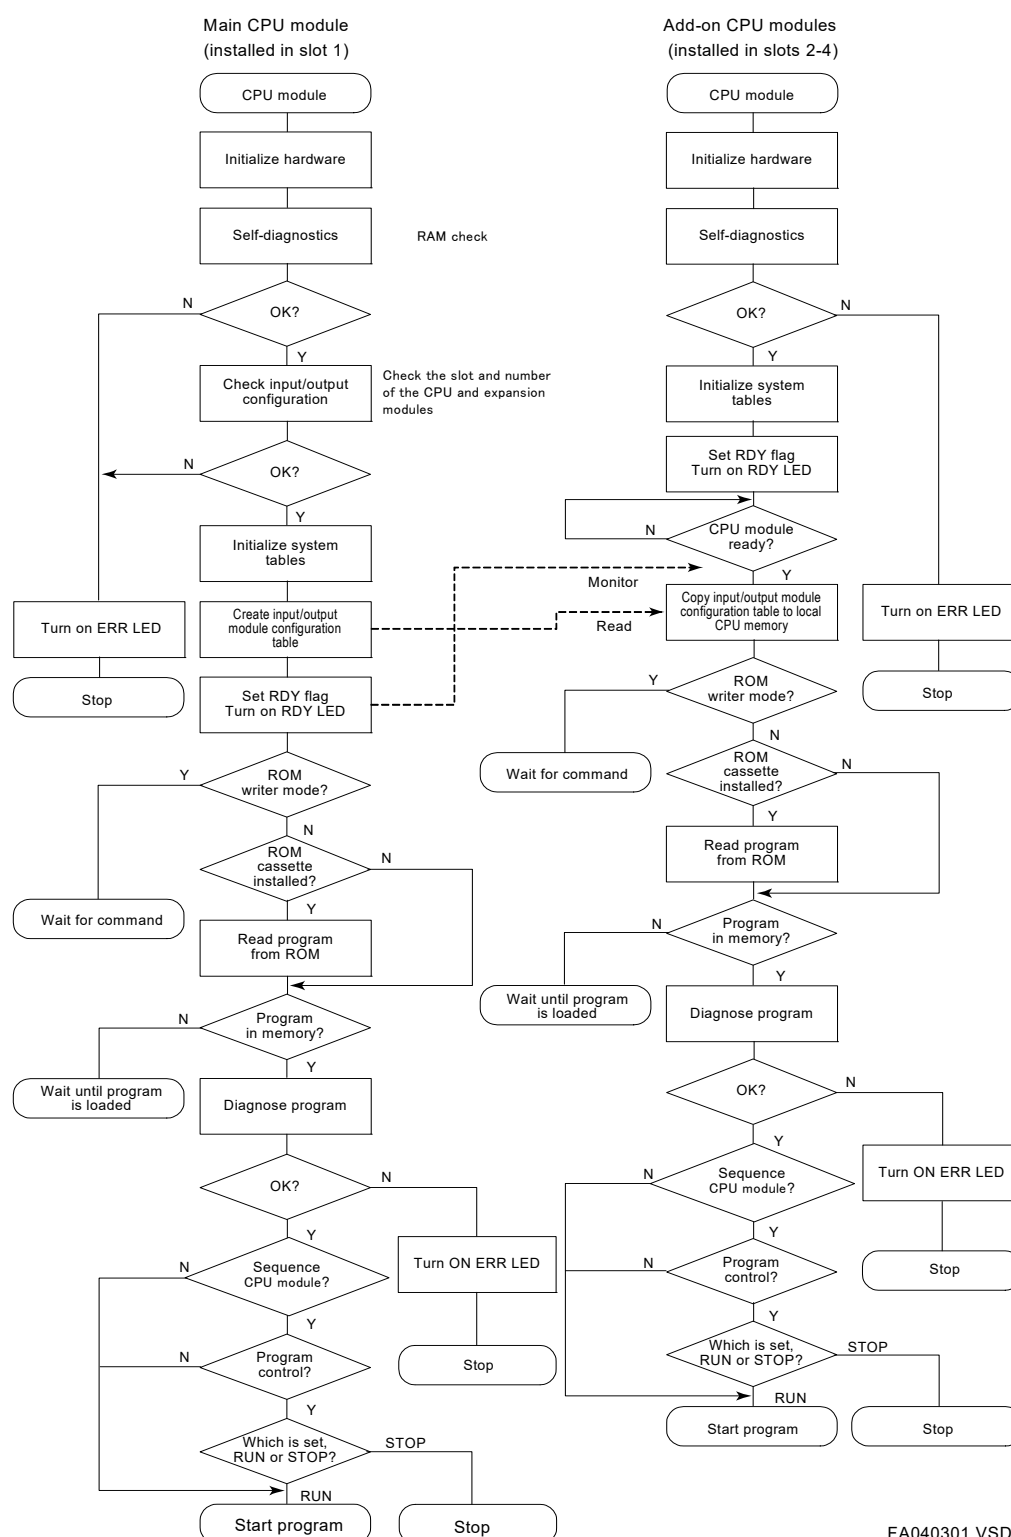 Main CPU module
(installed in slot 1)
CPU module
Initialize hardware
Self-diagnostics
RAM check
OK?
N
Y
Check input/output
configuration
Check the slot and number
of the CPU and expansion
modules
OK?
N
Y
Initialize system
tables
Create input/output
module configuration
table
Turn on ERR LED
Stop
Set RDY flag
Turn on RDY LED
Monitor
Read
ROM
writer mode?
Y
N
Wait for command
ROM
cassette
installed?
N
Y
Read program
from ROM
Program
in memory?
N
Y
Wait until program
is loaded
Diagnose program
OK?
N
Y
Turn ON ERR LED
Stop
Sequence
CPU module?
N
Y
Program
control?
N
Y
Which is set,
RUN or STOP?
STOP
RUN
Start program
Stop
Add-on CPU modules
(installed in slots 2-4)
CPU module
Initialize hardware
Self-diagnostics
OK?
N
Y
Initialize system
tables
Set RDY flag
Turn on RDY LED
CPU module
ready?
N
Y
Copy input/output module
configuration table to local
CPU memory
Turn on ERR LED
Stop
ROM
writer mode?
Y
N
Wait for command
ROM
cassette
installed?
N
Y
Read program
from ROM
Program
in memory?
N
Y
Wait until program
is loaded
Diagnose program
OK?
N
Y
Turn ON ERR LED
Stop
Sequence
CPU module?
N
Y
Program
control?
N
Y
Which is set,
RUN or STOP?
STOP
RUN
Start program
Stop
FA040301.VSD